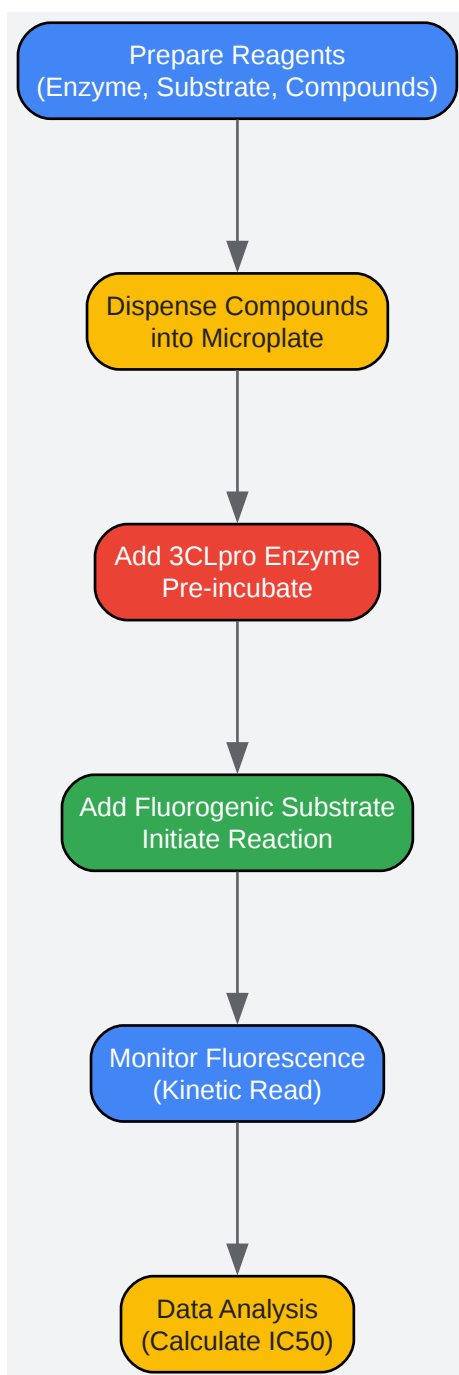 Prepare Reagents
(Enzyme, Substrate, Compounds)
Dispense Compounds
into Microplate
Add 3CLpro Enzyme
Pre-incubate
Add Fluorogenic Substrate
Initiate Reaction
Monitor Fluorescence
(Kinetic Read)
Data Analysis
(Calculate IC50)